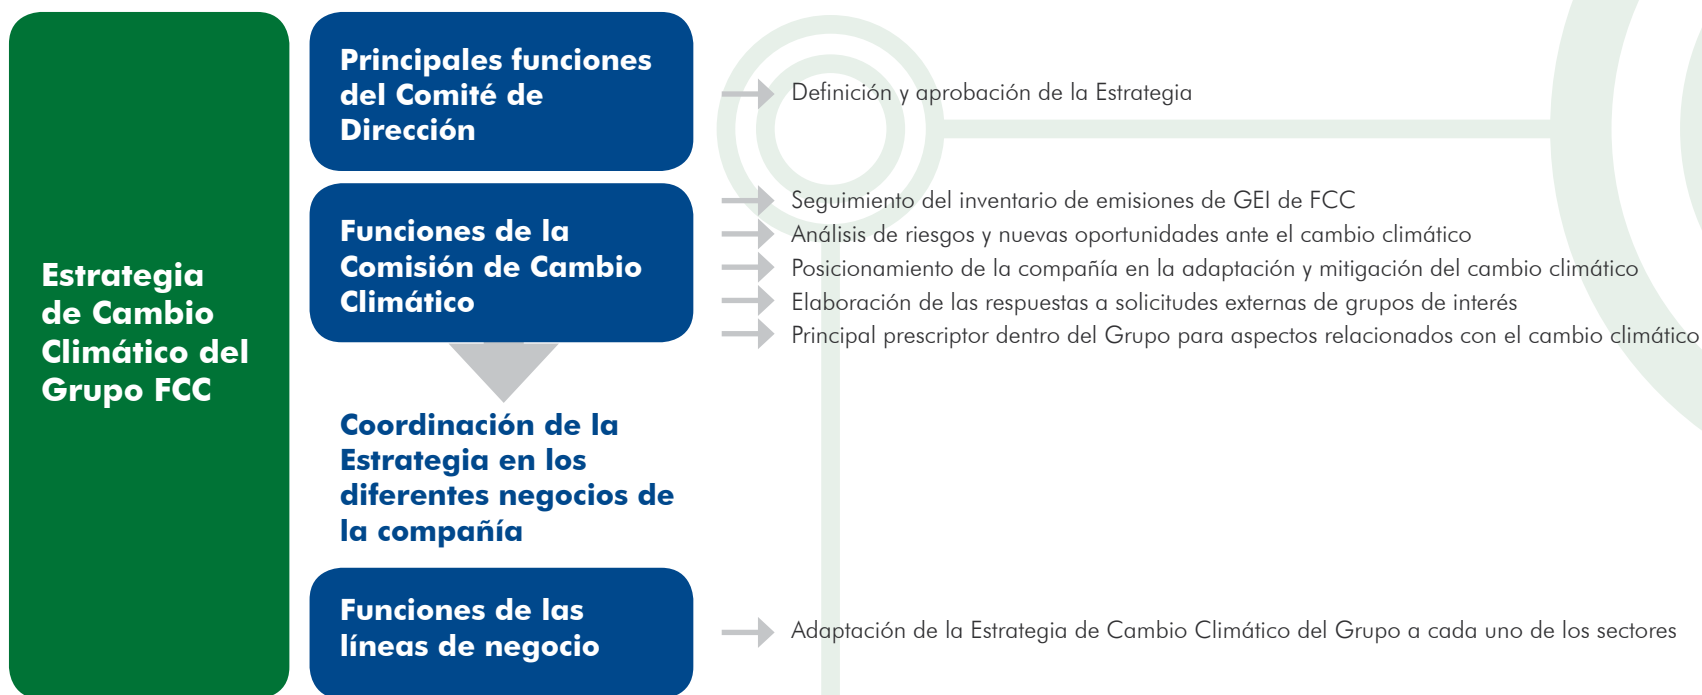 Estrategia
de Cambio
Climático del
Grupo FCC
Principales funciones
del Comité de
Dirección
Definición y aprobación de la Estrategia
Funciones de la
Comisión de Cambio
Climático
Seguimiento del inventario de emisiones de GEI de FCC
Análisis de riesgos y nuevas oportunidades ante el cambio climático
Posicionamiento de la compañía en la adaptación y mitigación del cambio climático
Elaboración de las respuestas a solicitudes externas de grupos de interés
Principal prescriptor dentro del Grupo para aspectos relacionados con el cambio climático
Coordinación de la
Estrategia en los
diferentes negocios de
la compañía
Funciones de las
líneas de negocio
Adaptación de la Estrategia de Cambio Climático del Grupo a cada uno de los sectores